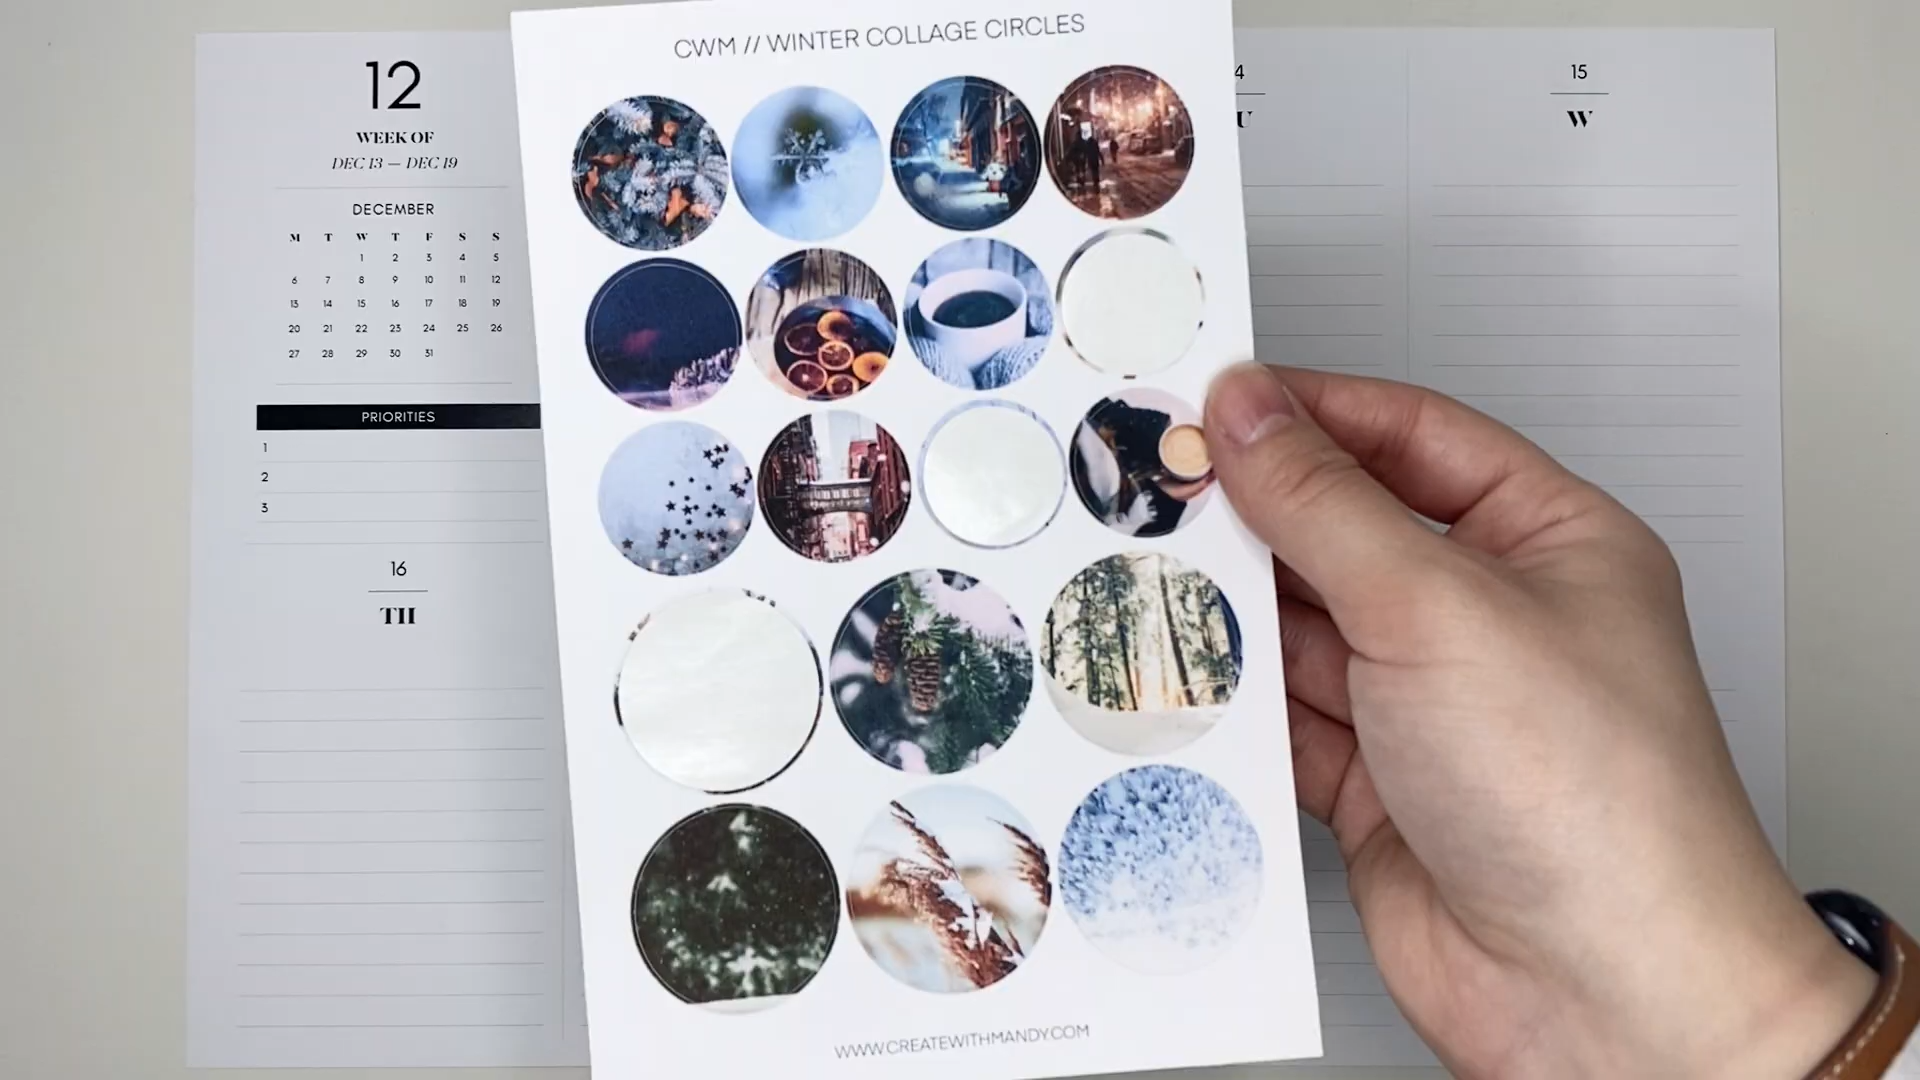 CWM // WINTER COLLAGE CIRCLES
12
WEEK OF
DEC 13 — DEC 19
DECEMBER
M T W T F S S
1 2 3 4 5
6 7 8 9 10 11 12
13 14 15 16 17 18 19
20 21 22 23 24 25 26
27 28 29 30 31
PRIORITIES
1
2
3
16
TH
4
U
15
W
WWW.CREATEWITHMANDY.COM